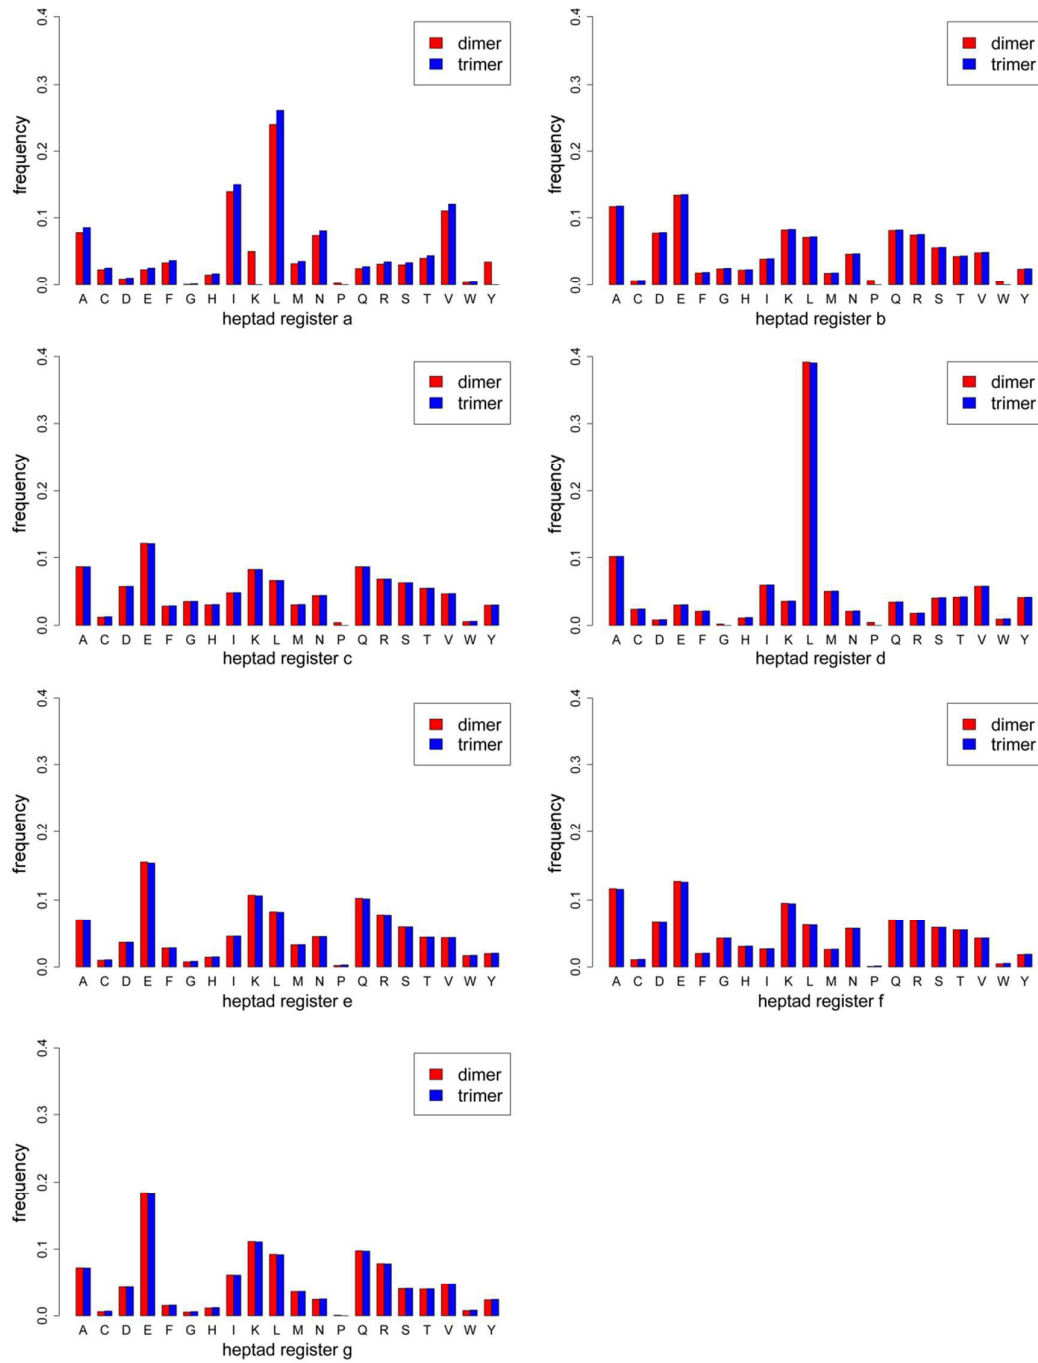 0.4
0.3
0.2
0.1
0.0
frequency
dimer
trimer
A C D E F G H I K L M N P Q R S T V W Y
heptad register a
0.4
0.3
0.2
0.1
0.0
frequency
dimer
trimer
A C D E F G H I K L M N P Q R S T V W Y
heptad register b
0.4
0.3
0.2
0.1
0.0
frequency
dimer
trimer
A C D E F G H I K L M N P Q R S T V W Y
heptad register c
0.4
0.3
0.2
0.1
0.0
frequency
dimer
trimer
A C D E F G H I K L M N P Q R S T V W Y
heptad register d
0.4
0.3
0.2
0.1
0.0
frequency
dimer
trimer
A C D E F G H I K L M N P Q R S T V W Y
heptad register e
0.4
0.3
0.2
0.1
0.0
frequency
dimer
trimer
A C D E F G H I K L M N P Q R S T V W Y
heptad register f
0.4
0.3
0.2
0.1
0.0
frequency
dimer
trimer
A C D E F G H I K L M N P Q R S T V W Y
heptad register g